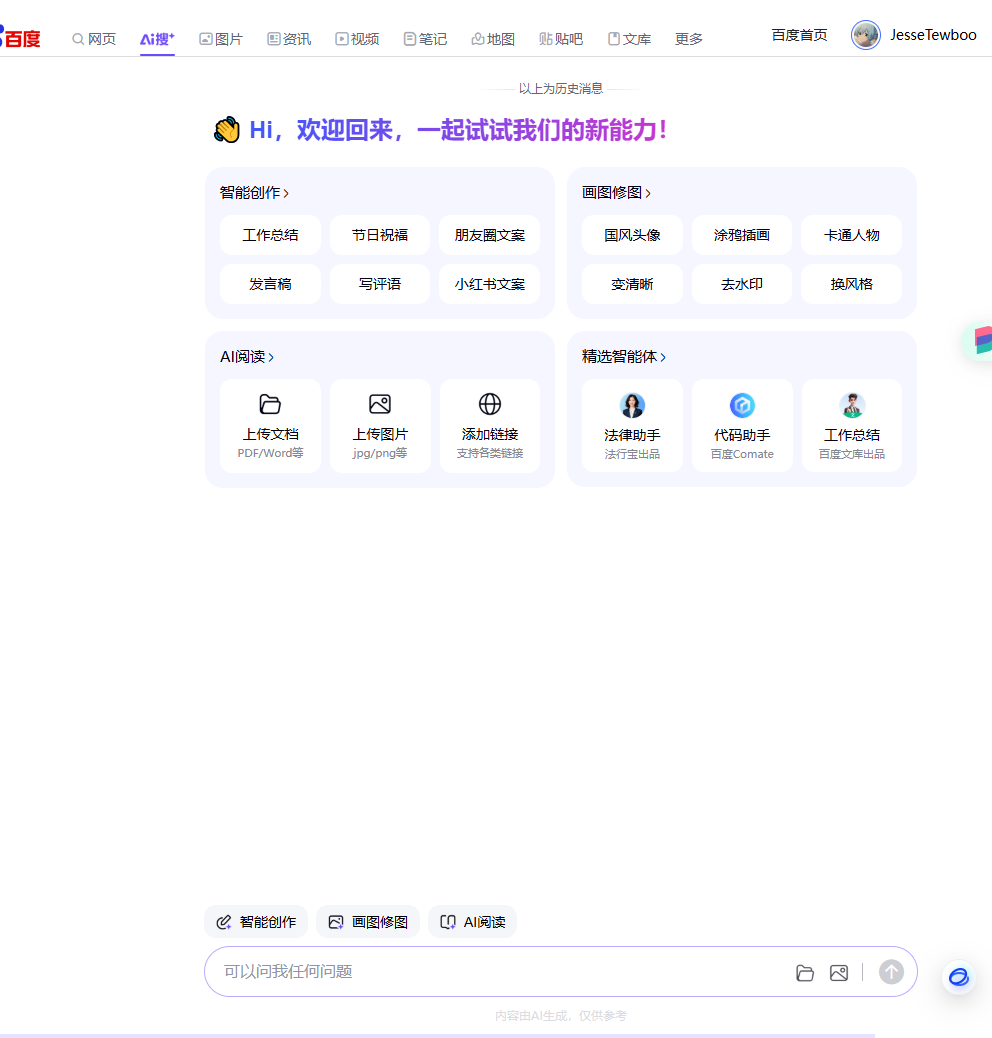 百度 网页 Ai搜+ 图片 资讯 视频 笔记 地图 贴吧 文库 更多 百度首页 JesseTewboo
以上为历史消息
Hi，欢迎回来，一起试试我们的新能力！
智能创作
工作总结 节日祝福 朋友圈文案
发言稿 写评语 小红书文案
画图修图
国风头像 涂鸦插画 卡通人物
变清晰 去水印 换风格
AI阅读
上传文档 上传图片 添加链接
PDF/Word等 jpg/png等 支持各类链接
精选智能体
法律助手 代码助手 工作总结
法行宝出品 百度Comate 百度文库出品
智能创作 画图修图 AI阅读
可以问我任何问题
内容由AI生成，仅供参考